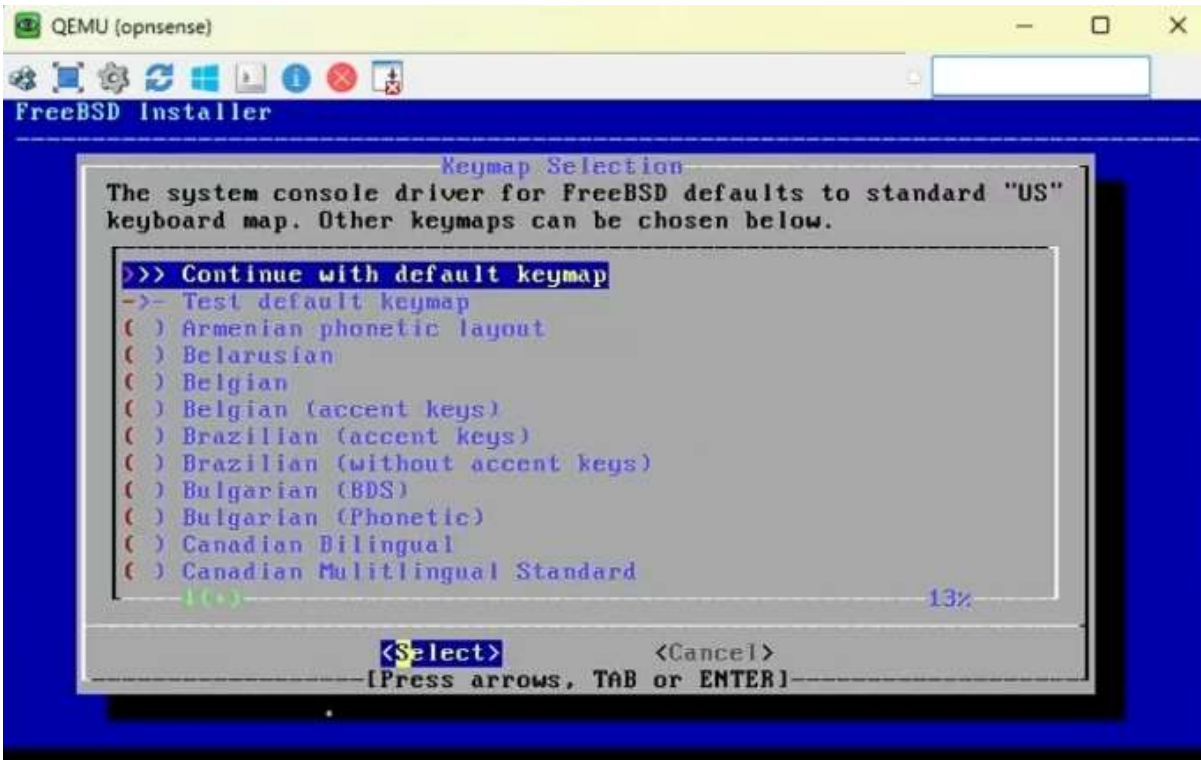 QEMU (opnsense)
FreeBSD Installer
Keymap Selection
The system console driver for FreeBSD defaults to standard "US"
keyboard map. Other keymaps can be chosen below.
>>> Continue with default keymap
->- Test default keymap
( ) Armenian phonetic layout
( ) Belarusian
( ) Belgian
( ) Belgian (accent keys)
( ) Brazilian (accent keys)
( ) Brazilian (without accent keys)
( ) Bulgarian (BDS)
( ) Bulgarian (Phonetic)
( ) Canadian Bilingual
( ) Canadian Mulitlingual Standard
↓(+) 13%
<Select> <Cancel>
[Press arrows, TAB or ENTER]